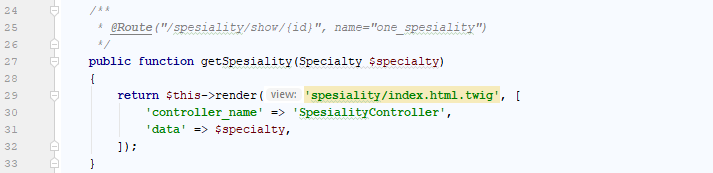 24 /**
25 * @Route("/spesiality/show/{id}", name="one_spesiality")
26 */
27 public function getSpesiality(Specialty $specialty)
28 {
29 return $this->render( view: 'spesiality/index.html.twig', [
30 'controller_name' => 'SpesialityController',
31 'data' => $specialty,
32 ]);
33 }